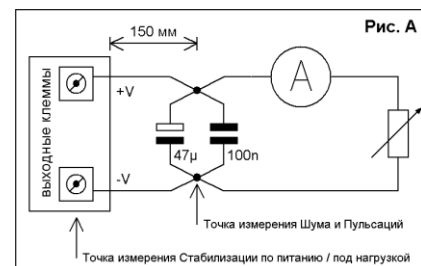 Рис. А
150 мм
выходные клеммы
+V
-V
47µ
100n
A
Точка измерения Шума и Пульсаций
Точка измерения Стабилизации по питанию / под нагрузкой